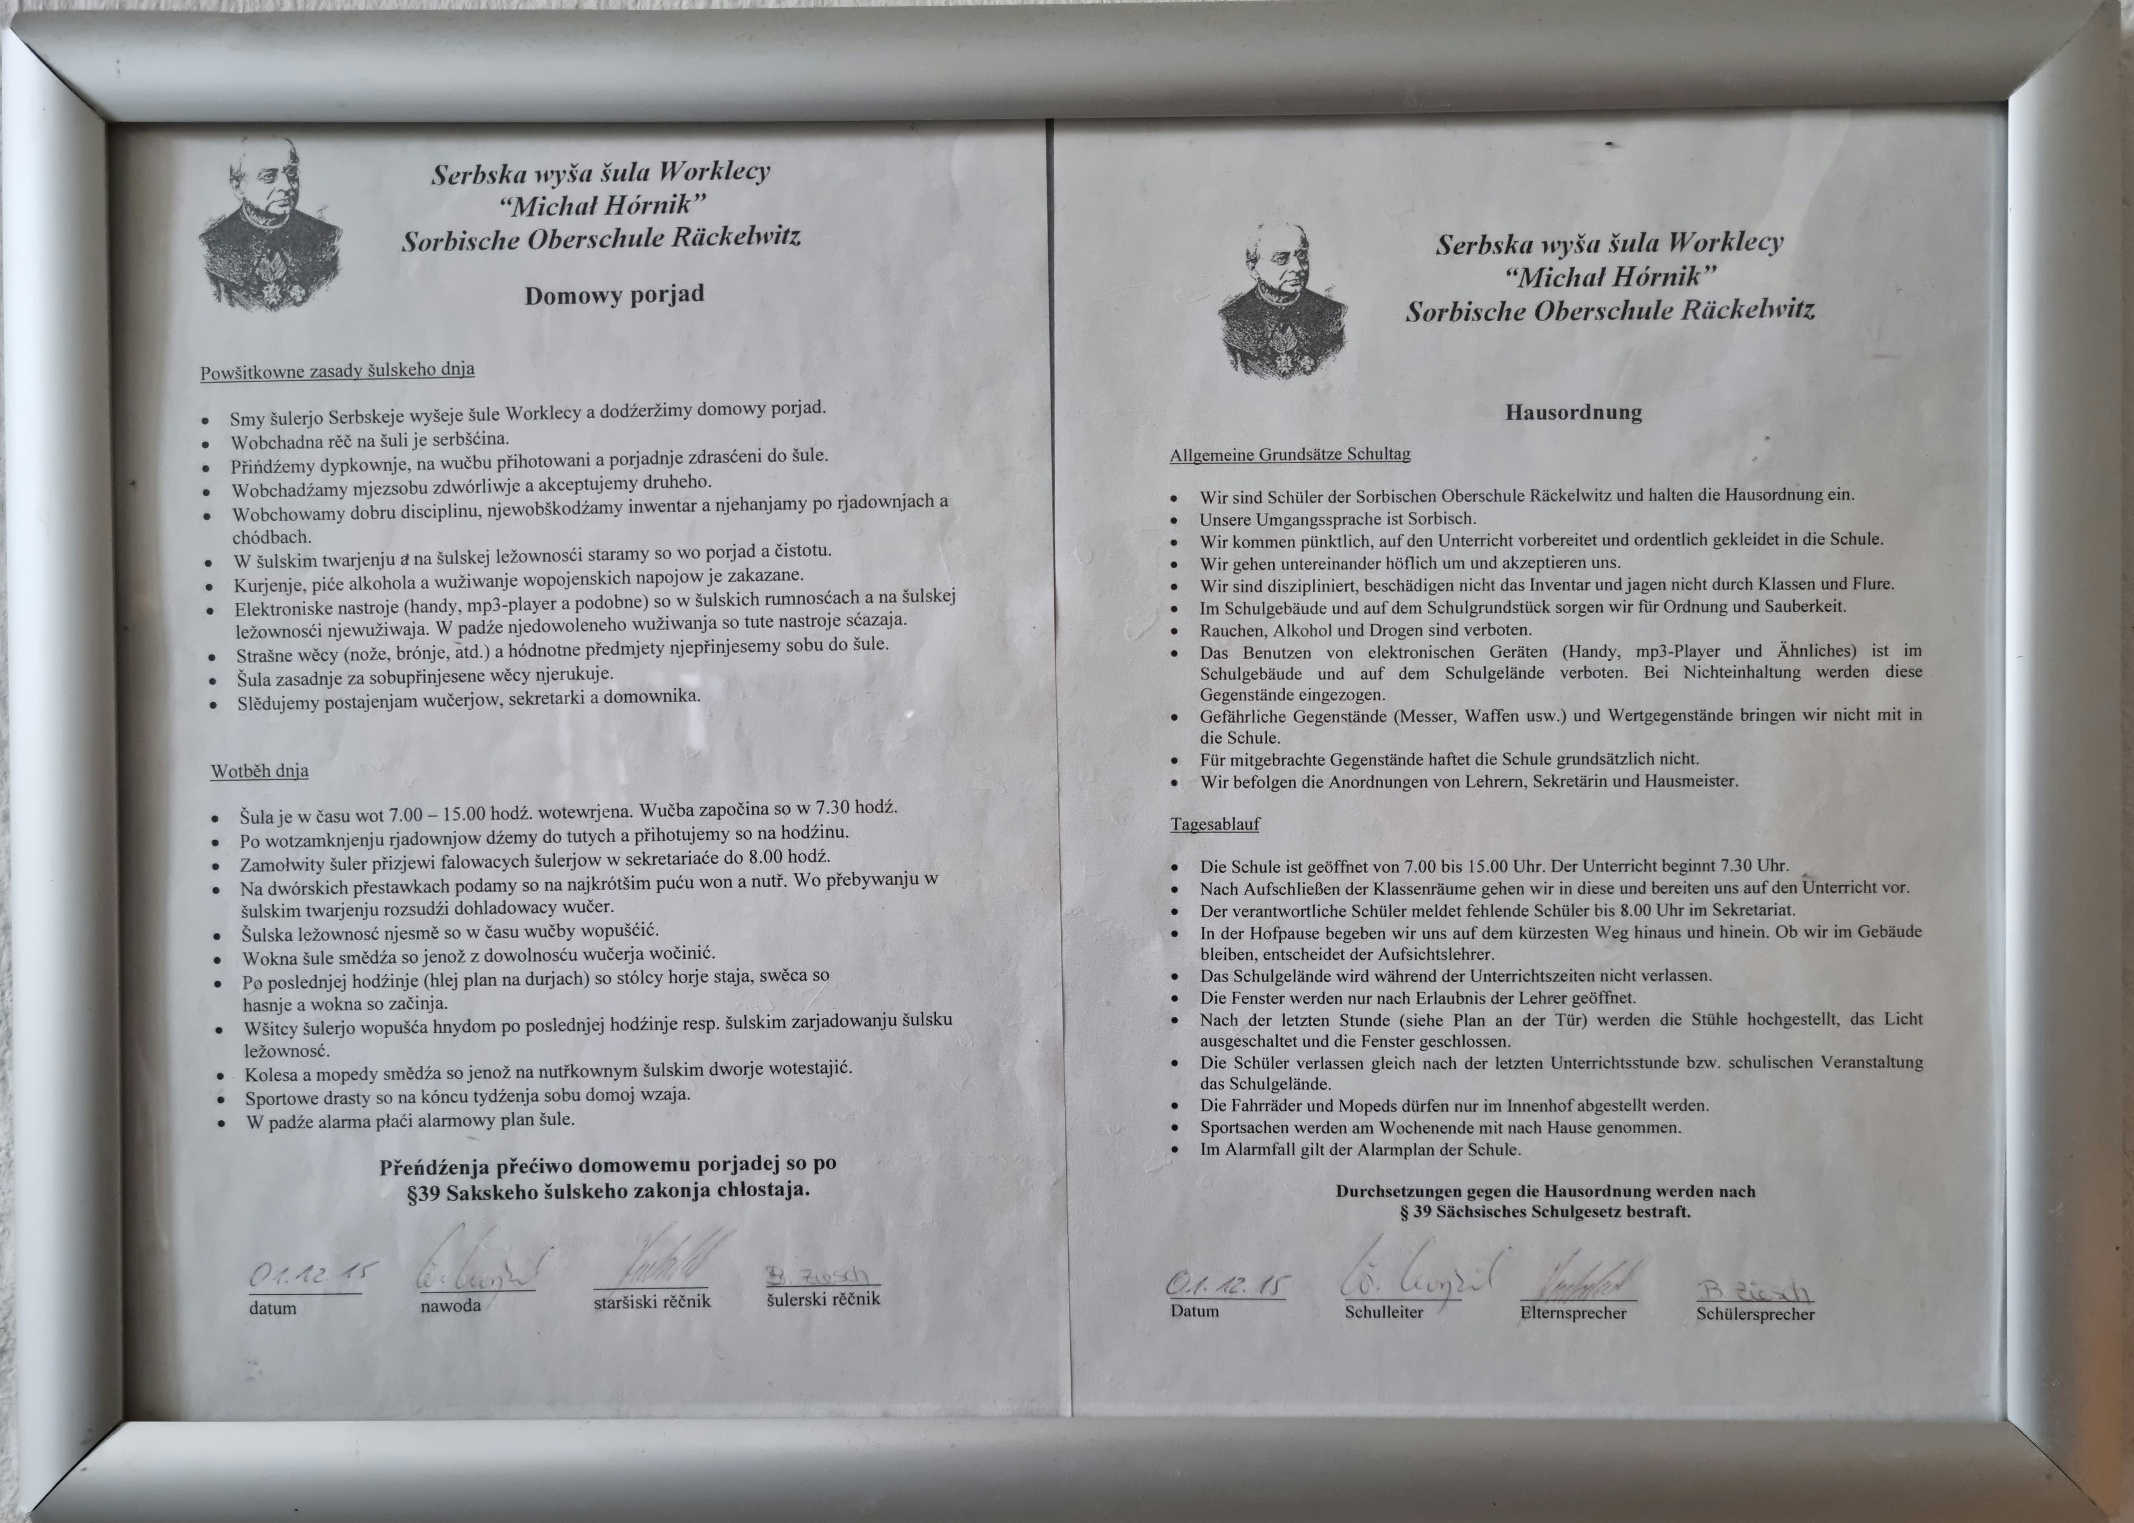 Serbska wyša šula Worklecy
“Michał Hórnik”
Sorbische Oberschule Räckelwitz
Domowy porjad
Powšitkowne zasady šulskeho dnja
• Smy šulerjo Serbskeje wyšeje šule Worklecy a dodźeržimy domowy porjad.
• Wobchadna rěč na šuli je serbšćina.
• Přińdźemy dypkownje, na wučbu přihotowani a porjadnje zdrasćeni do šule.
• Wobchadźamy mjezsobu zdwórliwje a akceptujemy druheho.
• Wobchowamy dobru disciplinu, njewobškodźamy inwentar a njehanjamy po rjadownjach a
chódbach.
• W šulskim twarjenju a na šulskej ležownosći staramy so wo porjad a čistotu.
• Kurjenje, piće alkohola a wužiwanje wopojenskich napojow je zakazane.
• Elektroniske nastroje (handy, mp3-player a podobne) so w šulskich rumnosćach a na šulskej
ležownosći njewužiwaja. W padźe njedowoleneho wužiwanja so tute nastroje sćazaja.
• Strašne wěcy (nože, brónje, atd.) a hódnotne předmjety njepřinjesemy sobu do šule.
• Šula zasadnje za sobupřinjesene wěcy njerukuje.
• Slědujemy postajenjam wučerjow, sekretarki a domownika.
Wotběh dnja
• Šula je w času wot 7.00 – 15.00 hodź. wotewrjena. Wučba započina so w 7.30 hodź.
• Po wotzamknjenju rjadownjow dźemy do tutych a přihotujemy so na hodźinu.
• Zamołwity šuler přizjewi falowacych šulerjow w sekretariaće do 8.00 hodź.
• Na dwórskich přestawkach podamy so na najkrótšim puću won a nutř. Wo přebywanju w
šulskim twarjenju rozsudźi dohladowacy wučer.
• Šulska ležownosć njesmě so w času wučby wopušćić.
• Wokna šule smědźa so jenož z dowolnosću wučerja wočinić.
• Po poslednjej hodźinje (hlej plan na durjach) so stólcy horje staja, swěca so
hasnje a wokna so začinja.
• Wšitcy šulerjo wopušća hnydom po poslednjej hodźinje resp. šulskim zarjadowanju šulsku
ležownosć.
• Kolesa a mopedy smědźa so jenož na nutřkownym šulskim dworje wotestajić.
• Sportowe drasty so na kóncu tydźenja sobu domoj wzaja.
• W padźe alarma płaći alarmowy plan šule.
Přeńdźenja přećiwo domowemu porjadej so po
§39 Sakskeho šulskeho zakonja chłostaja.
01.12 15
B. Ziesch
datum nawoda staršiski rěčnik šulerski rěčnik
Serbska wyša šula Worklecy
“Michał Hórnik”
Sorbische Oberschule Räckelwitz
Hausordnung
Allgemeine Grundsätze Schultag
• Wir sind Schüler der Sorbischen Oberschule Räckelwitz und halten die Hausordnung ein.
• Unsere Umgangssprache ist Sorbisch.
• Wir kommen pünktlich, auf den Unterricht vorbereitet und ordentlich gekleidet in die Schule.
• Wir gehen untereinander höflich um und akzeptieren uns.
• Wir sind diszipliniert, beschädigen nicht das Inventar und jagen nicht durch Klassen und Flure.
• Im Schulgebäude und auf dem Schulgrundstück sorgen wir für Ordnung und Sauberkeit.
• Rauchen, Alkohol und Drogen sind verboten.
• Das Benutzen von elektronischen Geräten (Handy, mp3-Player und Ähnliches) ist im
Schulgebäude und auf dem Schulgelände verboten. Bei Nichteinhaltung werden diese
Gegenstände eingezogen.
• Gefährliche Gegenstände (Messer, Waffen usw.) und Wertgegenstände bringen wir nicht mit in
die Schule.
• Für mitgebrachte Gegenstände haftet die Schule grundsätzlich nicht.
• Wir befolgen die Anordnungen von Lehrern, Sekretärin und Hausmeister.
Tagesablauf
• Die Schule ist geöffnet von 7.00 bis 15.00 Uhr. Der Unterricht beginnt 7.30 Uhr.
• Nach Aufschließen der Klassenräume gehen wir in diese und bereiten uns auf den Unterricht vor.
• Der verantwortliche Schüler meldet fehlende Schüler bis 8.00 Uhr im Sekretariat.
• In der Hofpause begeben wir uns auf dem kürzesten Weg hinaus und hinein. Ob wir im Gebäude
bleiben, entscheidet der Aufsichtslehrer.
• Das Schulgelände wird während der Unterrichtszeiten nicht verlassen.
• Die Fenster werden nur nach Erlaubnis der Lehrer geöffnet.
• Nach der letzten Stunde (siehe Plan an der Tür) werden die Stühle hochgestellt, das Licht
ausgeschaltet und die Fenster geschlossen.
• Die Schüler verlassen gleich nach der letzten Unterrichtsstunde bzw. schulischen Veranstaltung
das Schulgelände.
• Die Fahrräder und Mopeds dürfen nur im Innenhof abgestellt werden.
• Sportsachen werden am Wochenende mit nach Hause genommen.
• Im Alarmfall gilt der Alarmplan der Schule.
Durchsetzungen gegen die Hausordnung werden nach
§ 39 Sächsisches Schulgesetz bestraft.
01.12.15
B Ziesch
Datum Schulleiter Elternsprecher Schülersprecher